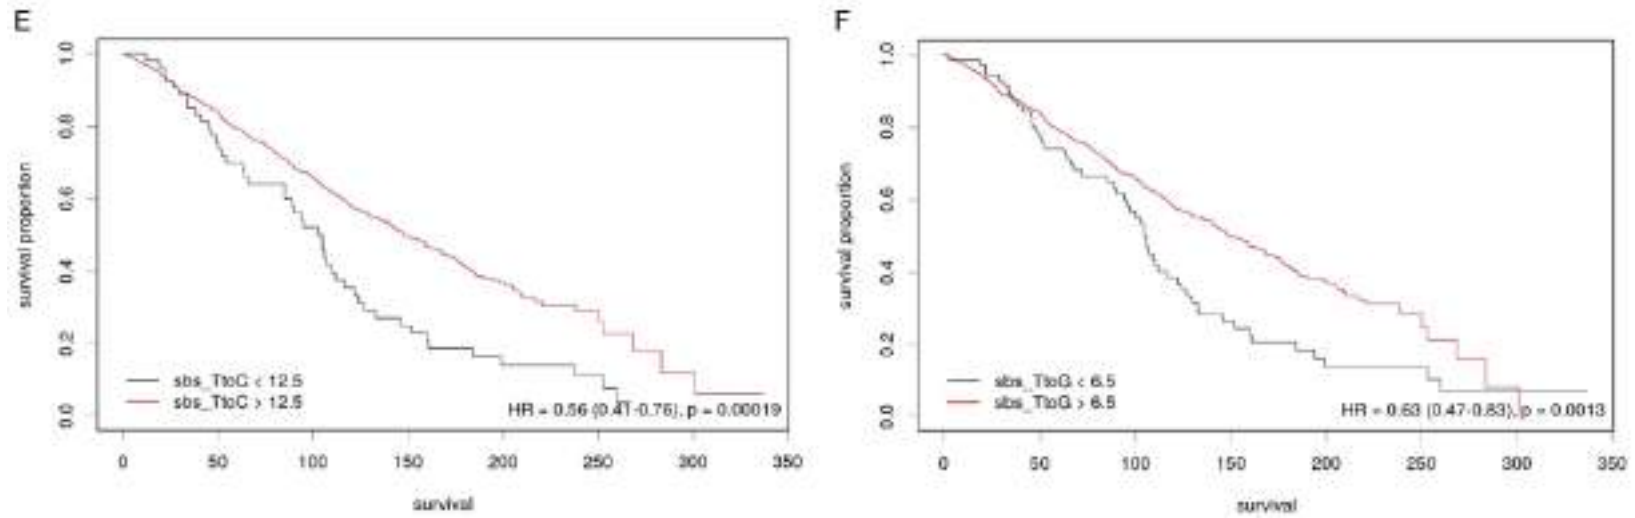 E
1.0
0.8
0.6
0.4
0.2
0.0
survival proportion
sbs_TtoC < 12.5
sbs_TtoC > 12.5
HR = 0.56 (0.41-0.76), p = 0.00019
0 50 100 150 200 250 300 350
survival
F
1.0
0.8
0.6
0.4
0.2
0.0
survival proportion
sbs_TtoG < 6.5
sbs_TtoG > 6.5
HR = 0.63 (0.47-0.83), p = 0.0013
0 50 100 150 200 250 300 350
survival